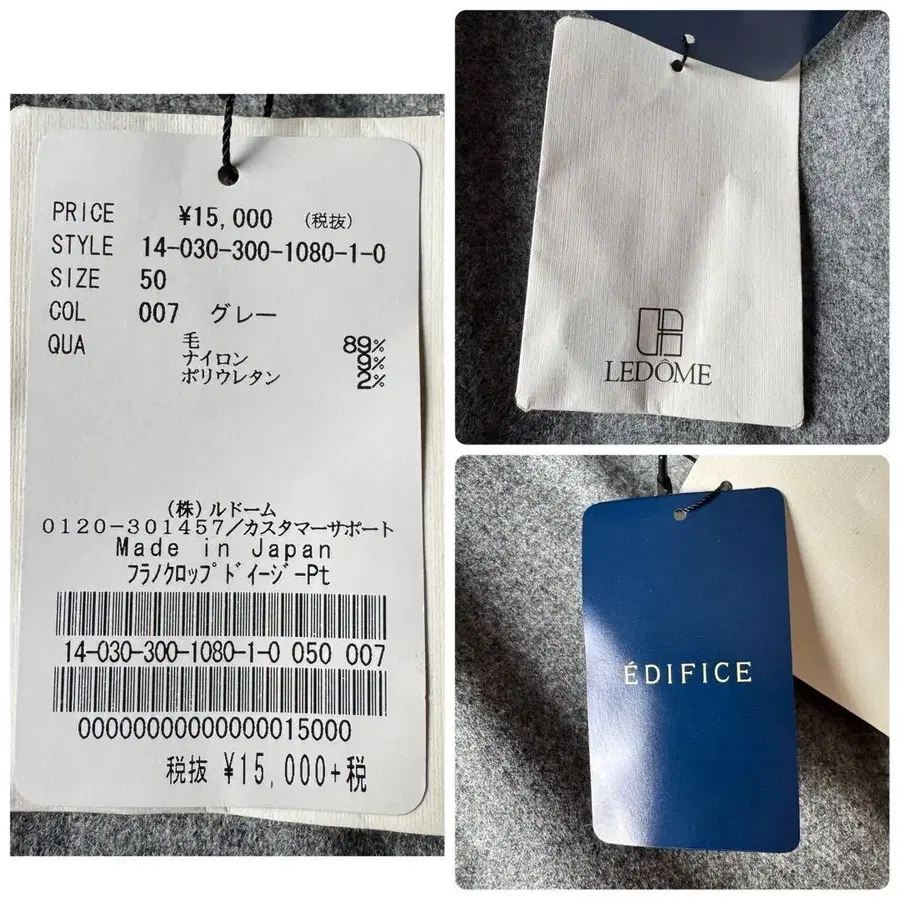 PRICE ¥15,000 (税抜)
STYLE 14-030-300-1080-1-0
SIZE 50
COL 007 グレー
QUA 毛 89%
ナイロン 9%
ポリウレタン 2%
(株)ルドーム
0120-301457/カスタマーサポート
Made in Japan
フラノクロップドイージーPt
14-030-300-1080-1-0 050 007
0000000000000015000
税抜 ¥15,000+税
LEDÔME
ÉDIFICE